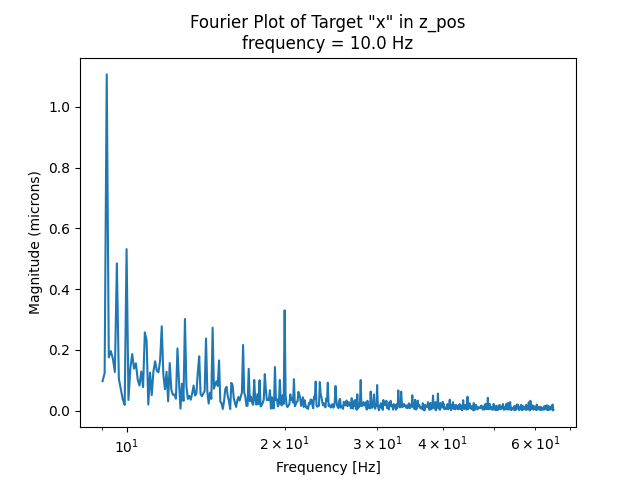 Fourier Plot of Target "x" in z_pos
frequency = 10.0 Hz
Magnitude (microns)
1.0
0.8
0.6
0.4
0.2
0.0
10¹ 2 × 10¹ 3 × 10¹ 4 × 10¹ 6 × 10¹
Frequency [Hz]